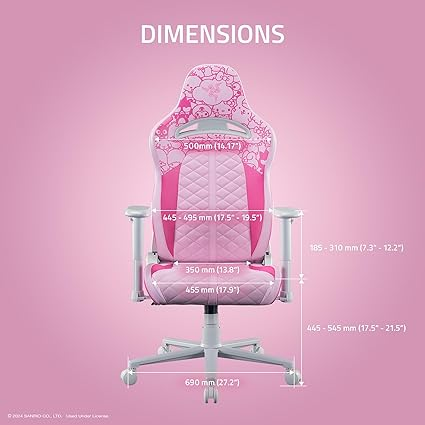 DIMENSIONS
500mm (14.17")
445 - 495 mm (17.5" - 19.5")
185 - 310 mm (7.3" - 12.2")
350 mm (13.8")
455 mm (17.9")
445 - 545 mm (17.5" - 21.5")
690 mm (27.2")
© 2024 SANRIO CO., LTD. Used Under License.